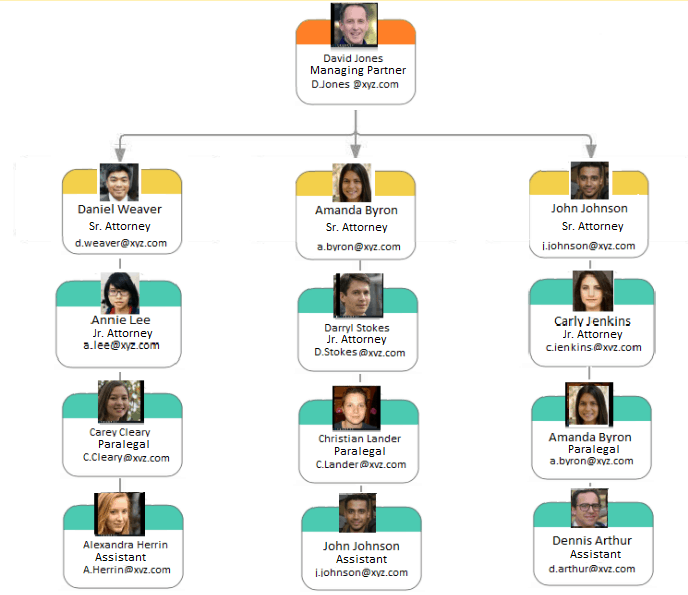 David Jones
Managing Partner
D.Jones @xyz.com
Daniel Weaver
Sr. Attorney
d.weaver@xyz.com
Amanda Byron
Sr. Attorney
a.byron@xyz.com
John Johnson
Sr. Attorney
j.johnson@xyz.com
Annie Lee
Jr. Attorney
a.lee@xyz.com
Darryl Stokes
Jr. Attorney
D.Stokes@xyz.com
Carly Jenkins
Jr. Attorney
c.jenkins@xyz.com
Carey Cleary
Paralegal
C.Cleary@xyz.com
Christian Lander
Paralegal
C.Lander@xyz.com
Amanda Byron
Paralegal
a.byron@xyz.com
Alexandra Herrin
Assistant
A.Herrin@xyz.com
John Johnson
Assistant
j.johnson@xyz.com
Dennis Arthur
Assistant
d.arthur@xyz.com